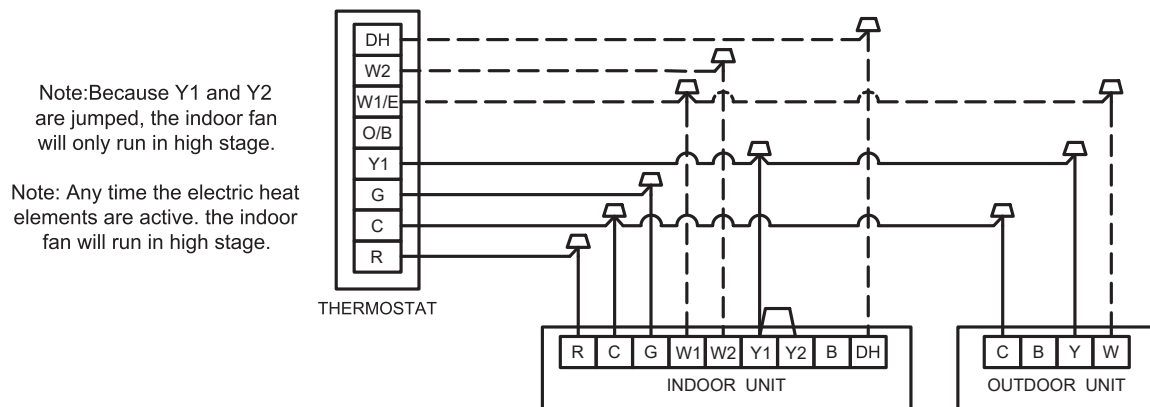 Note:Because Y1 and Y2
are jumped, the indoor fan
will only run in high stage.
Note: Any time the electric heat
elements are active. the indoor
fan will run in high stage.
DH
W2
W1/E
O/B
Y1
G
C
R
THERMOSTAT
R C G W1 W2 Y1 Y2 B DH
INDOOR UNIT
C B Y W
OUTDOOR UNIT